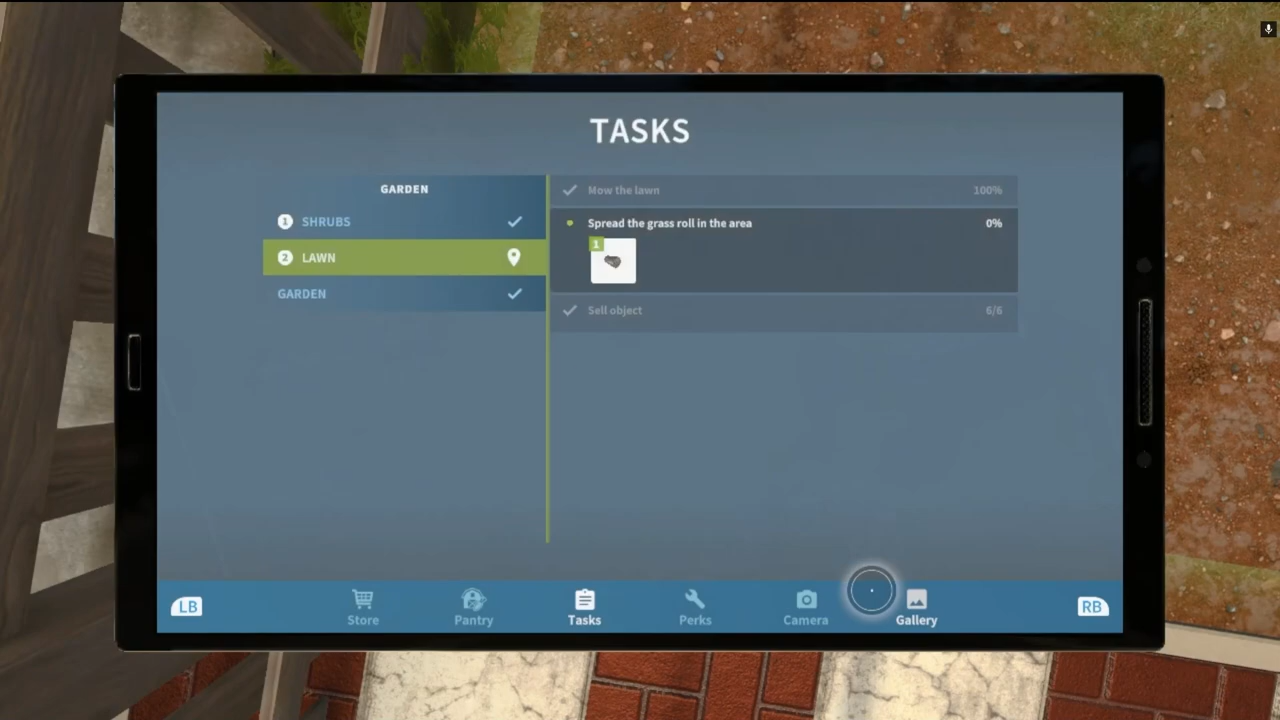 TASKS
GARDEN
1 SHRUBS
2 LAWN
GARDEN
Mow the lawn 100%
Spread the grass roll in the area 0%
1
Sell object 6/6
LB
Store
Pantry
Tasks
Perks
Camera
Gallery
RB